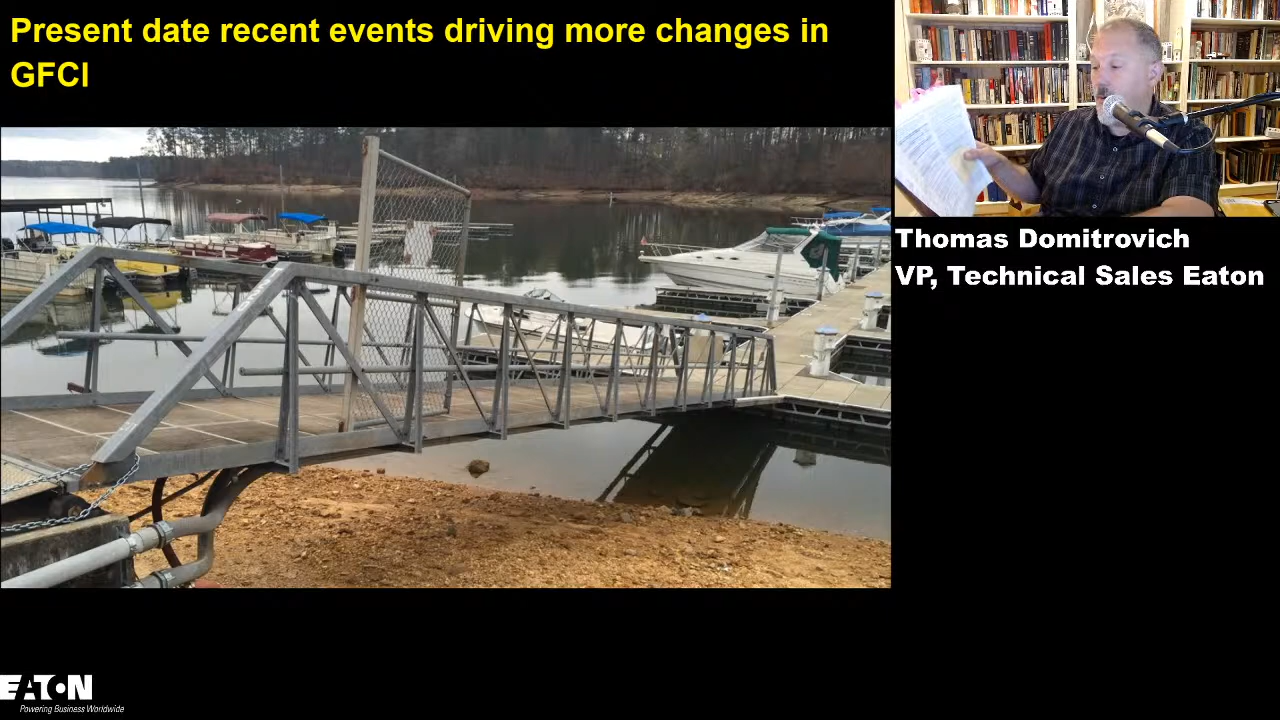 Present date recent events driving more changes in
GFCI
Thomas Domitrovich
VP, Technical Sales Eaton
EATON
Powering Business Worldwide